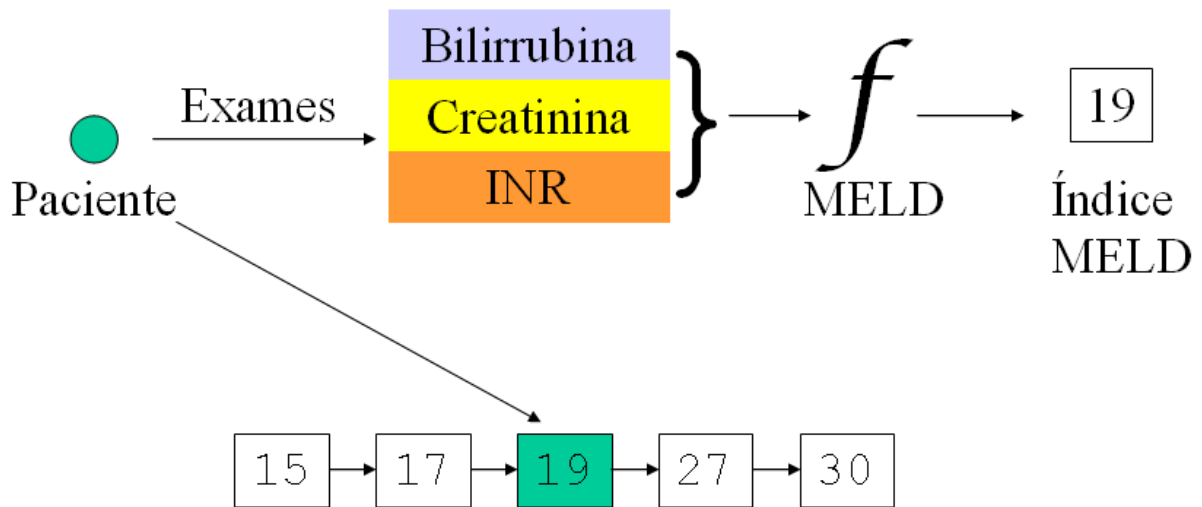 Bilirrubina
Exames
Creatinina
f
19
Paciente
INR
MELD
Índice
MELD
15
17
19
27
30